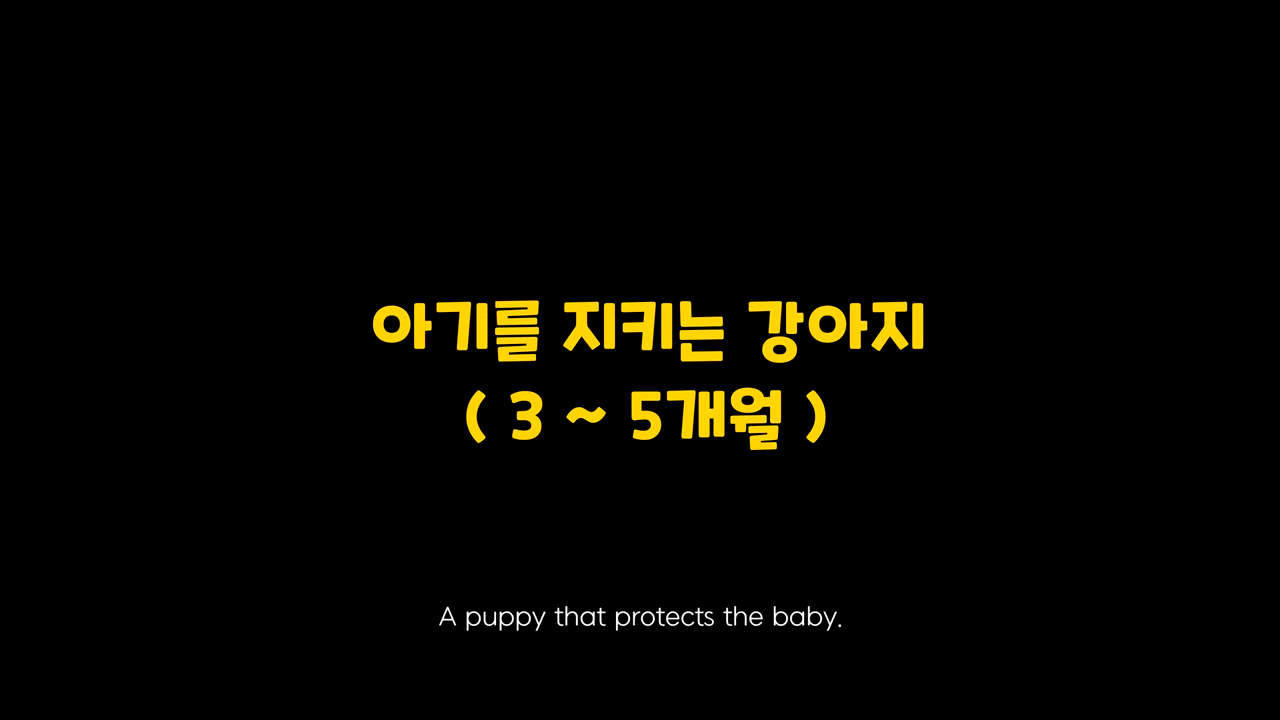 아기를 지키는 강아지
( 3 ~ 5개월 )
A puppy that protects the baby.